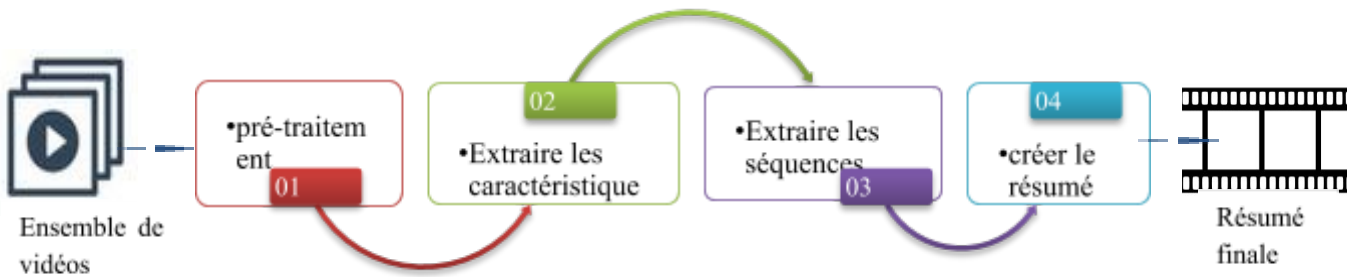 Ensemble de
vidéos
•pré-traitem
ent
01
02
•Extraire les
caractéristique
•Extraire les
séquences
03
04
•créer le
résumé
Résumé
finale